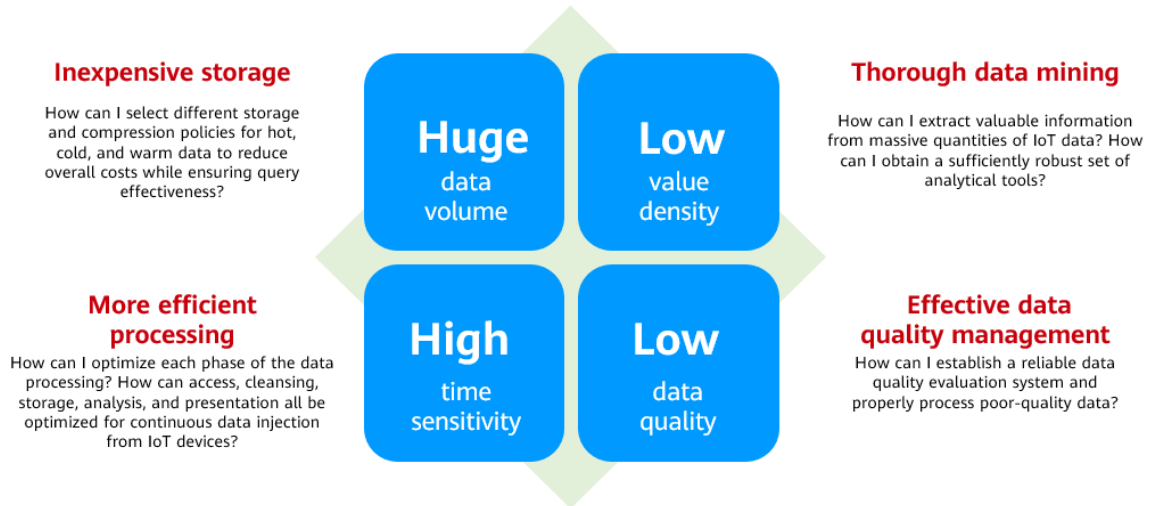 Inexpensive storage
How can I select different storage
and compression policies for hot,
cold, and warm data to reduce
overall costs while ensuring query
effectiveness?
Huge
data
volume
Low
value
density
Thorough data mining
How can I extract valuable information
from massive quantities of IoT data? How
can I obtain a sufficiently robust set of
analytical tools?
More efficient
processing
How can I optimize each phase of the data
processing? How can access, cleansing,
storage, analysis, and presentation all be
optimized for continuous data injection
from IoT devices?
High
time
sensitivity
Low
data
quality
Effective data
quality management
How can I establish a reliable data
quality evaluation system and
properly process poor-quality data?